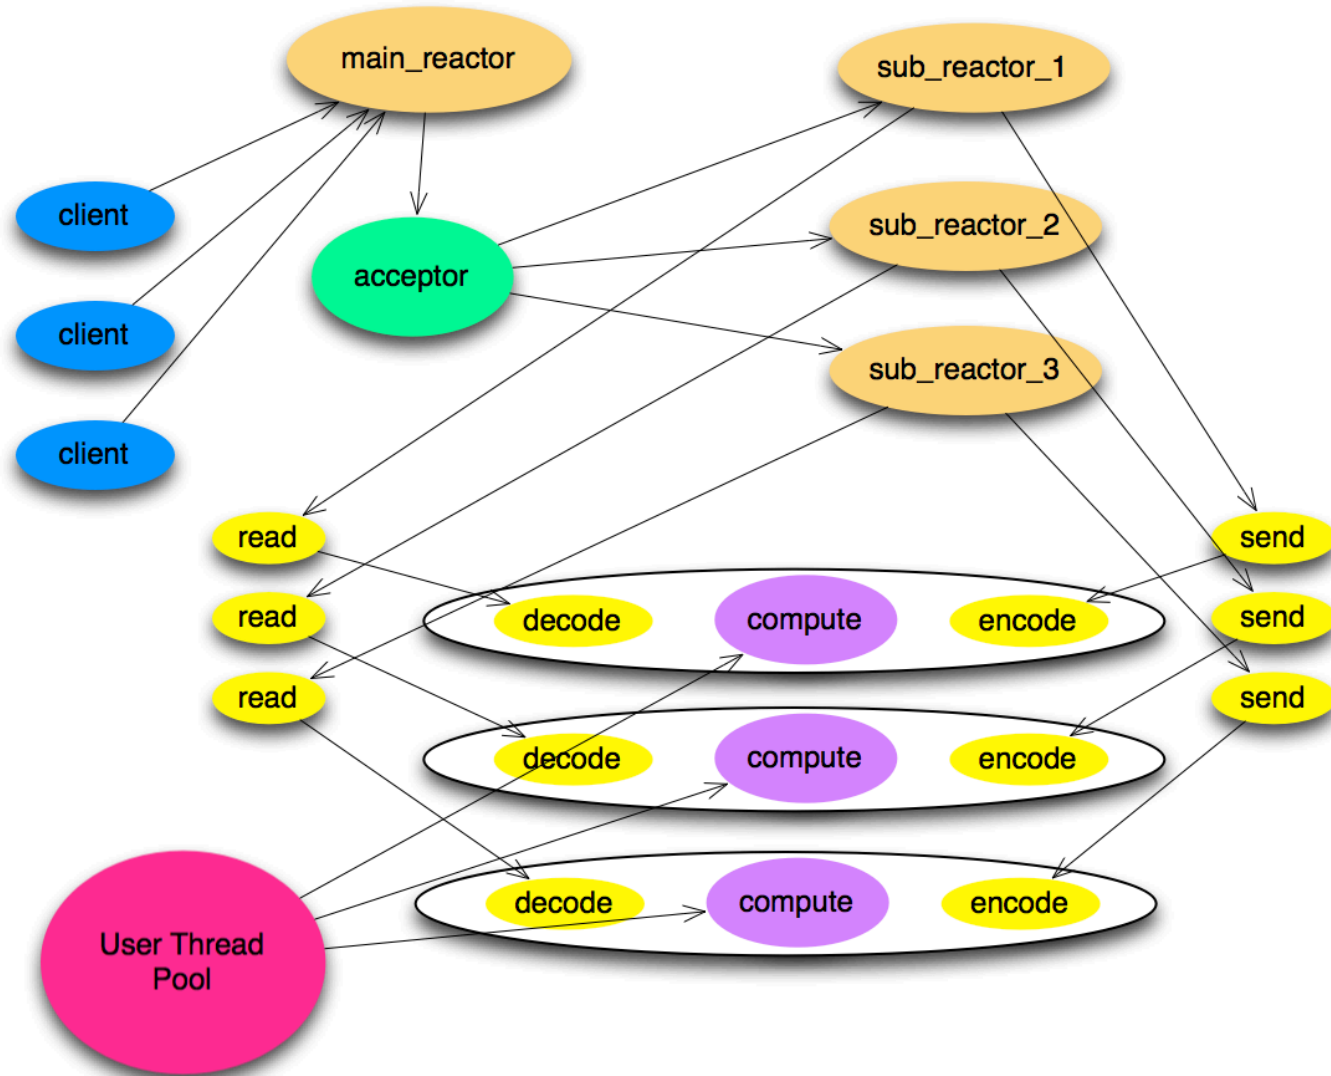 main_reactor
sub_reactor_1
client
sub_reactor_2
acceptor
client
sub_reactor_3
client
read
send
read
decode
compute
encode
send
read
send
decode
compute
encode
decode
compute
encode
User Thread
Pool